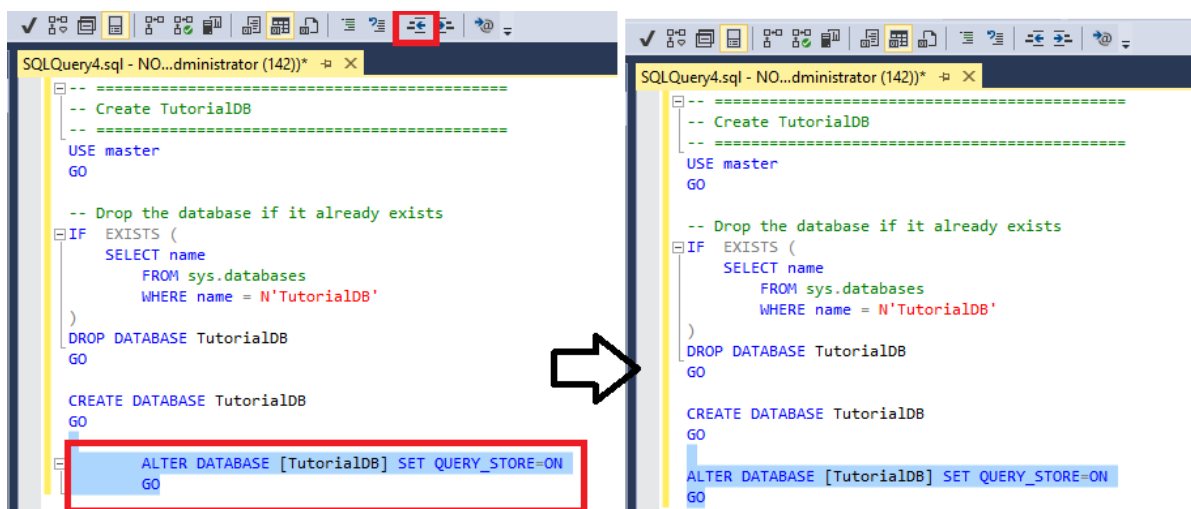 SQLQuery4.sql - NO...dministrator (142))*
-- =============================================
-- Create TutorialDB
-- =============================================
USE master
GO
-- Drop the database if it already exists
IF EXISTS (
SELECT name
FROM sys.databases
WHERE name = N'TutorialDB'
)
DROP DATABASE TutorialDB
GO
CREATE DATABASE TutorialDB
GO
ALTER DATABASE [TutorialDB] SET QUERY_STORE=ON
GO
SQLQuery4.sql - NO...dministrator (142))*
-- =============================================
-- Create TutorialDB
-- =============================================
USE master
GO
-- Drop the database if it already exists
IF EXISTS (
SELECT name
FROM sys.databases
WHERE name = N'TutorialDB'
)
DROP DATABASE TutorialDB
GO
CREATE DATABASE TutorialDB
GO
ALTER DATABASE [TutorialDB] SET QUERY_STORE=ON
GO